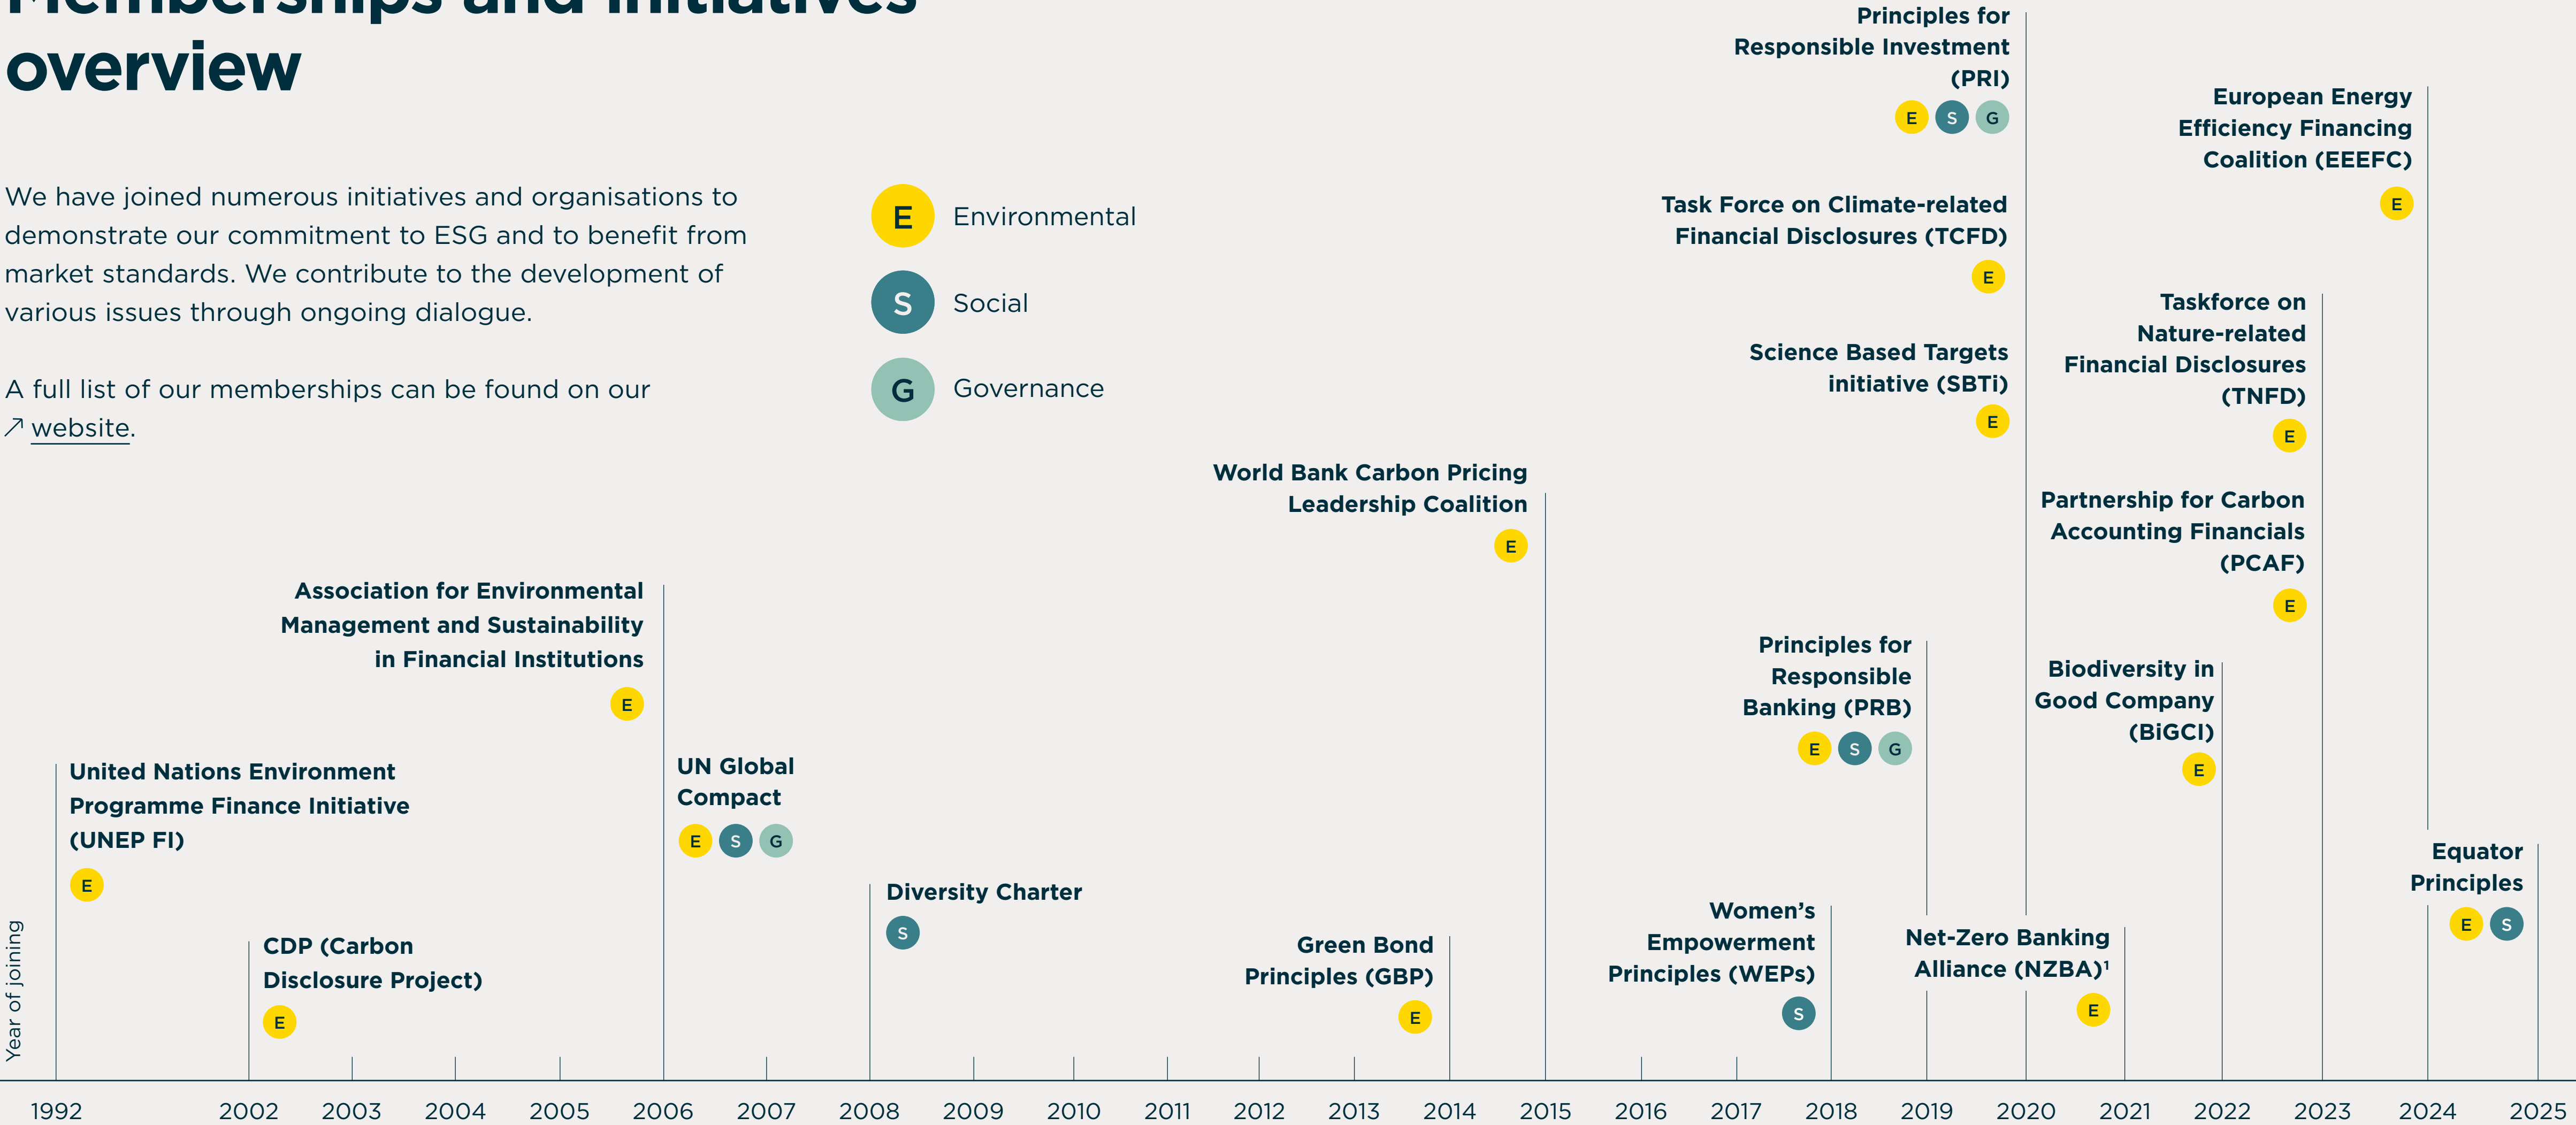 Memberships and initiatives
overview
We have joined numerous initiatives and organisations to
demonstrate our commitment to ESG and to benefit from
market standards. We contribute to the development of
various issues through ongoing dialogue.
A full list of our memberships can be found on our
↗ website.
E Environmental
S Social
G Governance
Year of joining
United Nations Environment
Programme Finance Initiative
(UNEP FI)
E
CDP (Carbon
Disclosure Project)
E
Association for Environmental
Management and Sustainability
in Financial Institutions
E
UN Global
Compact
E S G
Diversity Charter
S
Green Bond
Principles (GBP)
E
World Bank Carbon Pricing
Leadership Coalition
E
Women’s
Empowerment
Principles (WEPs)
S
Principles for
Responsible
Banking (PRB)
E S G
Principles for
Responsible Investment
(PRI)
E S G
Task Force on Climate-related
Financial Disclosures (TCFD)
E
Science Based Targets
initiative (SBTi)
E
Net-Zero Banking
Alliance (NZBA)¹
E
Biodiversity in
Good Company
(BiGCI)
E
Taskforce on
Nature-related
Financial Disclosures
(TNFD)
E
Partnership for Carbon
Accounting Financials
(PCAF)
E
European Energy
Efficiency Financing
Coalition (EEEFC)
E
Equator
Principles
E S
1992 2002 2003 2004 2005 2006 2007 2008 2009 2010 2011 2012 2013 2014 2015 2016 2017 2018 2019 2020 2021 2022 2023 2024 2025